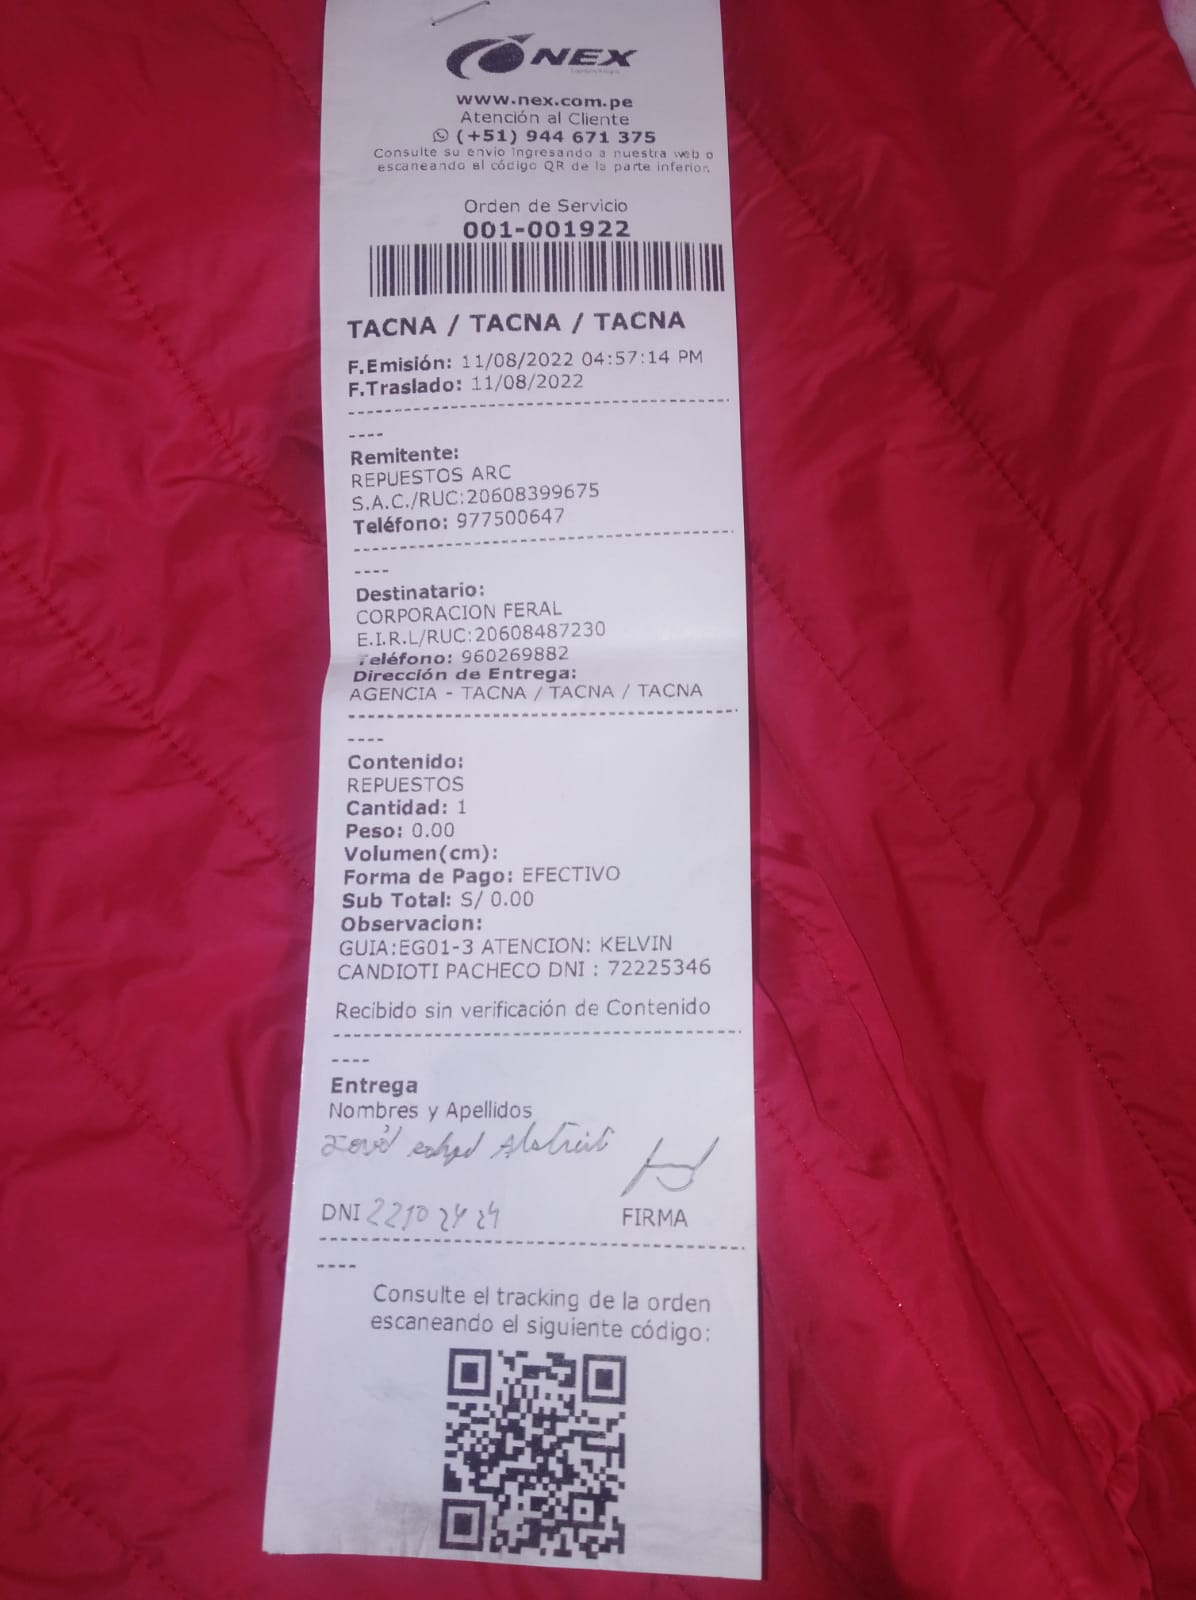 NEX
www.nex.com.pe
Atención al Cliente
(+51) 944 671 375
Consulte su envío ingresando a nuestra web o
escaneando el código QR de la parte inferior.
Orden de Servicio
001-001922
TACNA / TACNA / TACNA
F.Emisión: 11/08/2022 04:57:14 PM
F.Traslado: 11/08/2022
Remitente:
REPUESTOS ARC
S.A.C./RUC:20608399675
Teléfono: 977500647
Destinatario:
CORPORACION FERAL
E.I.R.L/RUC:20608487230
Teléfono: 960269882
Dirección de Entrega:
AGENCIA - TACNA / TACNA / TACNA
Contenido:
REPUESTOS
Cantidad: 1
Peso: 0.00
Volumen(cm):
Forma de Pago: EFECTIVO
Sub Total: S/ 0.00
Observacion:
GUIA:EG01-3 ATENCION: KELVIN
CANDIOTI PACHECO DNI : 72225346
Recibido sin verificación de Contenido
Entrega
Nombres y Apellidos
DNI
FIRMA
Consulte el tracking de la orden
escaneando el siguiente código: